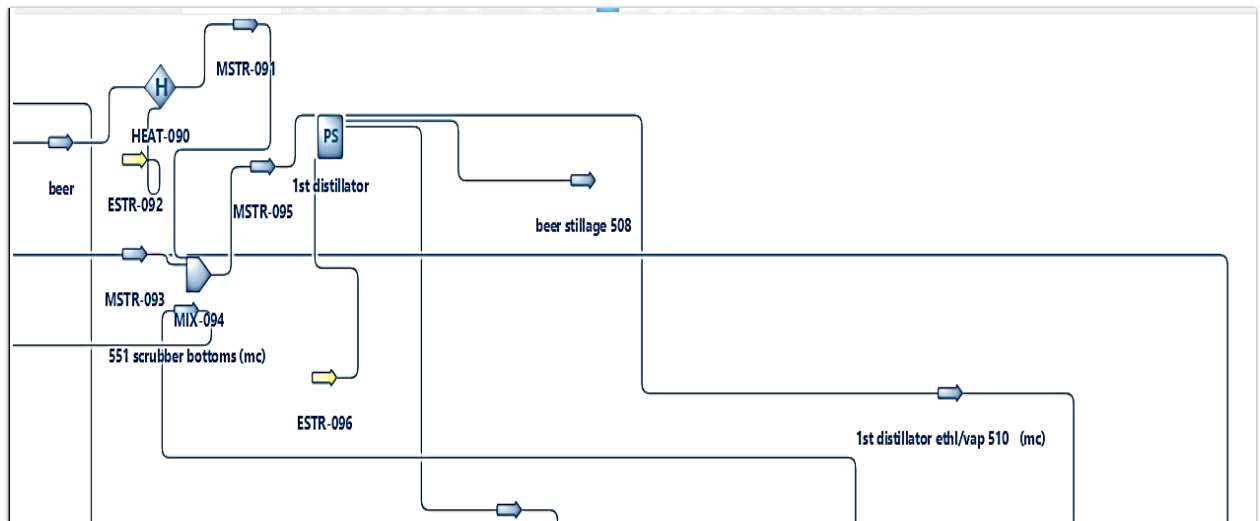 MSTR-091
H
HEAT-090
PS
beer
1st distillator
ESTR-092
MSTR-095
beer stillage 508
MSTR-093
MIX-094
551 scrubber bottoms (mc)
ESTR-096
1st distillator ethl/vap 510 (mc)